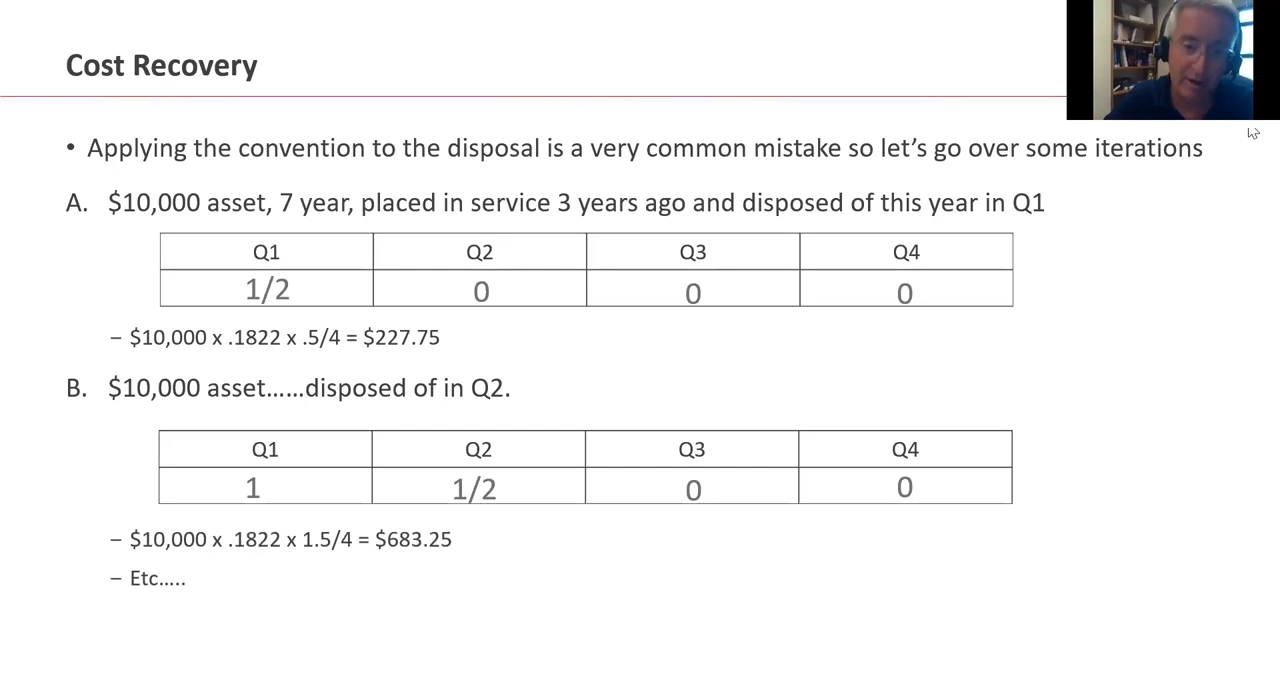 Cost Recovery
• Applying the convention to the disposal is a very common mistake so let’s go over some iterations
A. $10,000 asset, 7 year, placed in service 3 years ago and disposed of this year in Q1
Q1 Q2 Q3 Q4
1/2 0 0 0
– $10,000 x .1822 x .5/4 = $227.75
B. $10,000 asset……disposed of in Q2.
Q1 Q2 Q3 Q4
1 1/2 0 0
– $10,000 x .1822 x 1.5/4 = $683.25
– Etc…..